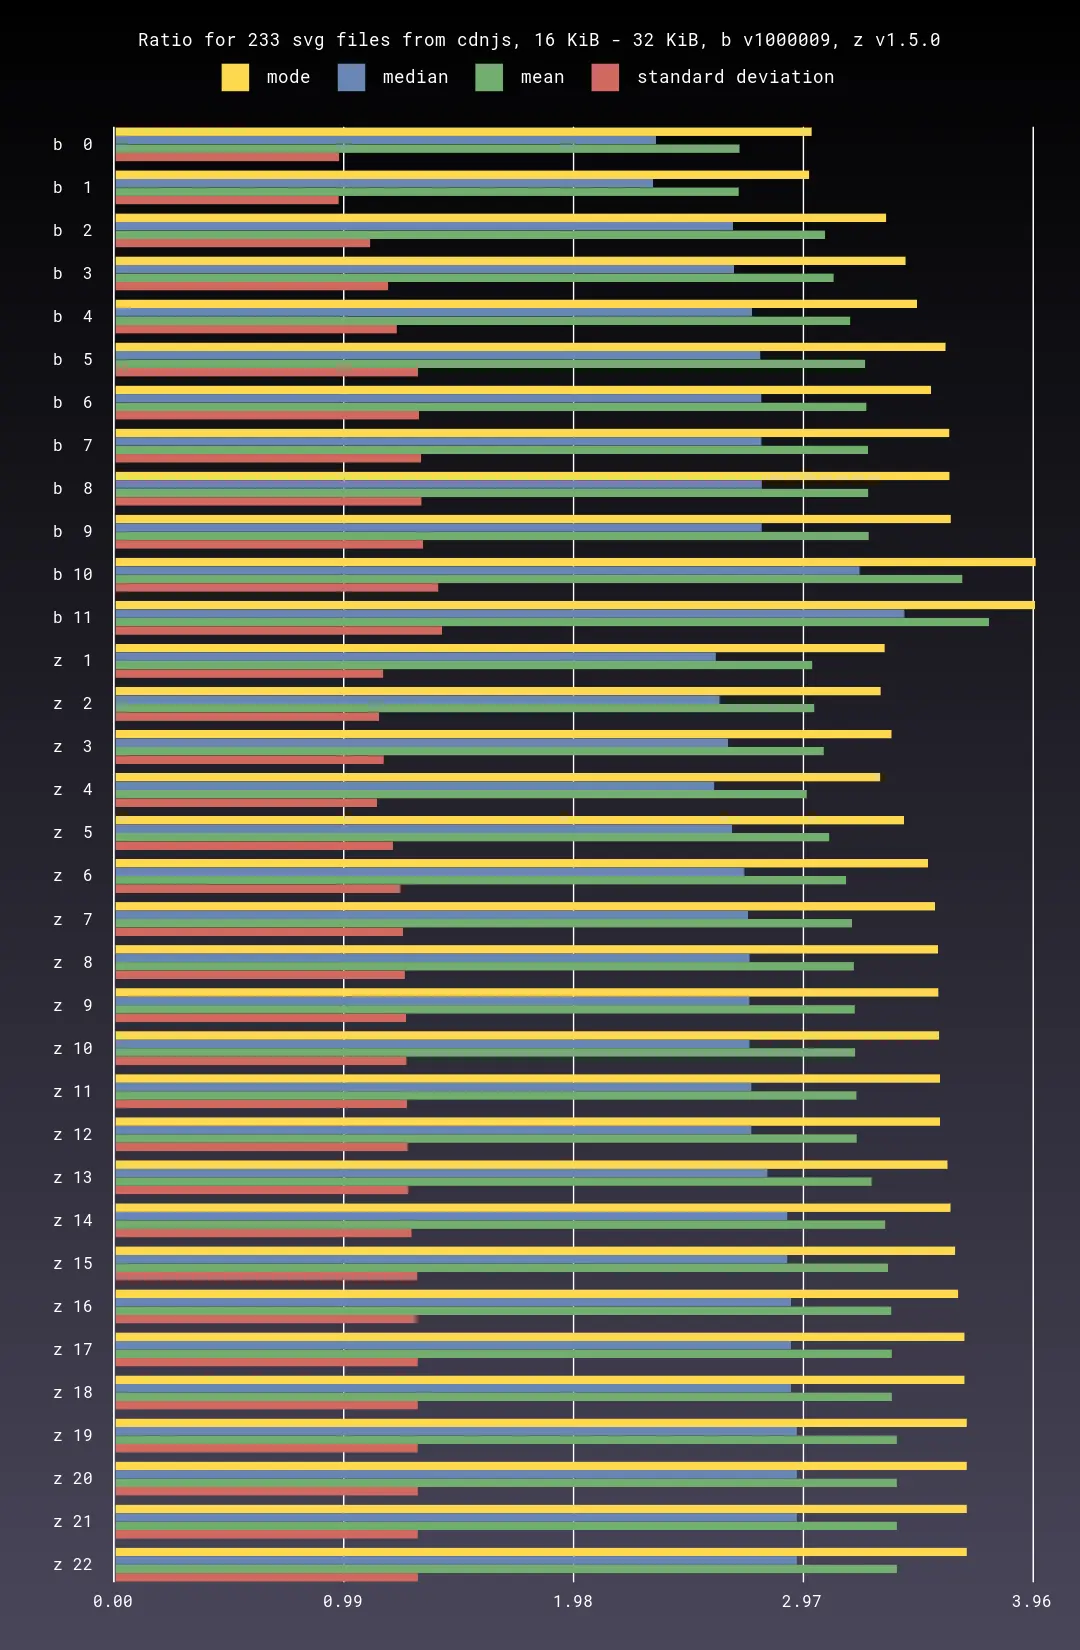 Ratio for 233 svg files from cdnjs, 16 KiB - 32 KiB, b v1000009, z v1.5.0
mode median mean standard deviation
b 0
b 1
b 2
b 3
b 4
b 5
b 6
b 7
b 8
b 9
b 10
b 11
z 1
z 2
z 3
z 4
z 5
z 6
z 7
z 8
z 9
z 10
z 11
z 12
z 13
z 14
z 15
z 16
z 17
z 18
z 19
z 20
z 21
z 22
0.00 0.99 1.98 2.97 3.96